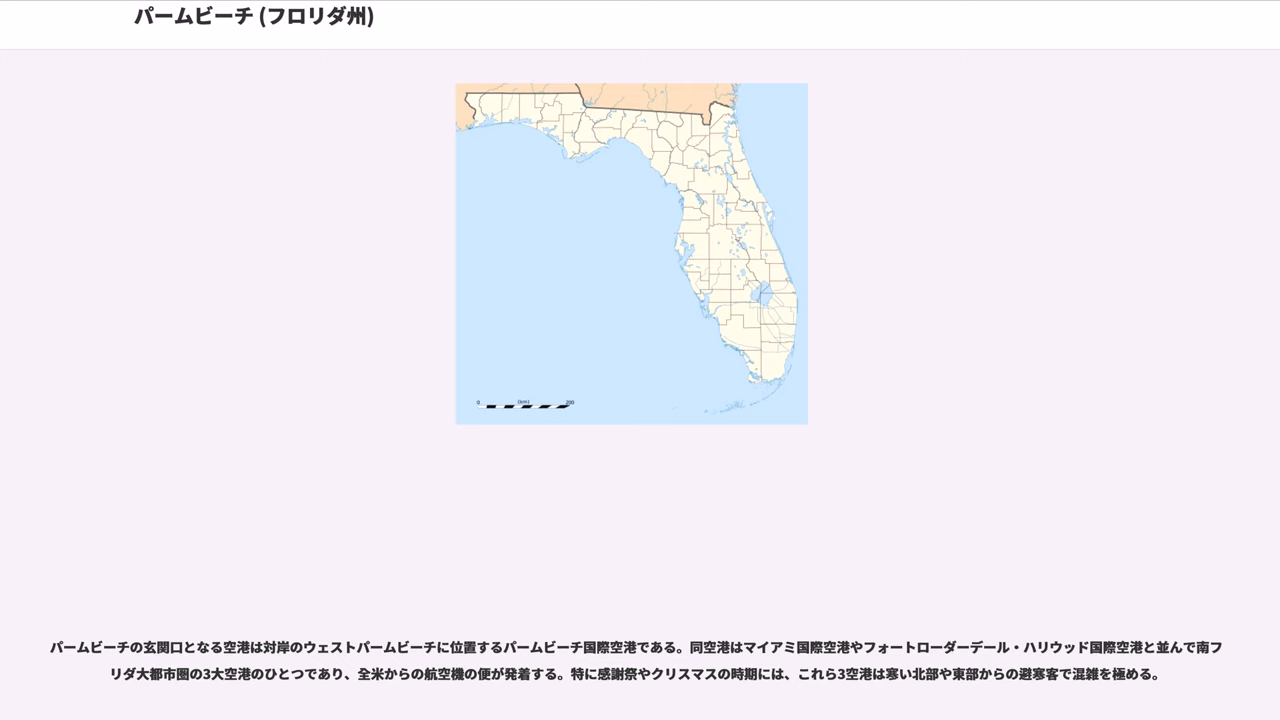 パームビーチ (フロリダ州)
0 (km) 200
パームビーチの玄関口となる空港は対岸のウェストパームビーチに位置するパームビーチ国際空港である。同空港はマイアミ国際空港やフォートローダーデール・ハリウッド国際空港と並んで南フ
リダ大都市圏の3大空港のひとつであり、全米からの航空機の便が発着する。特に感謝祭やクリスマスの時期には、これら3空港は寒い北部や東部からの避寒客で混雑を極める。